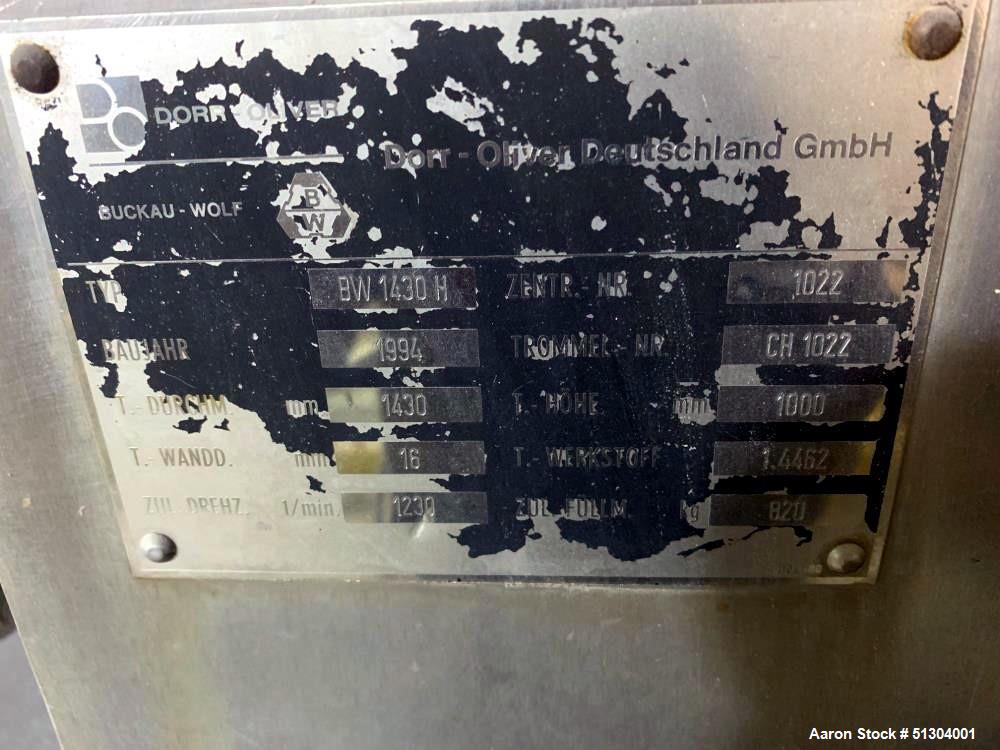 DORR-OLIVER
Dorr-Oliver Deutschland GmbH
BUCKAU-WOLF
B
W
TYP BW 1430 H ZENTR.-NR. 1022
BAUJAHR 1994 TROMMEL-NR. CH 1022
T.-DURCHM. mm 1430 T.-HÖHE mm 1000
T.-WANDD. mm 16 T.-WERKSTOFF 1.4462
ZUL. DREHZ. 1/min. 1230 ZUL. FÜLLM. kg 820
Aaron Stock # 51304001